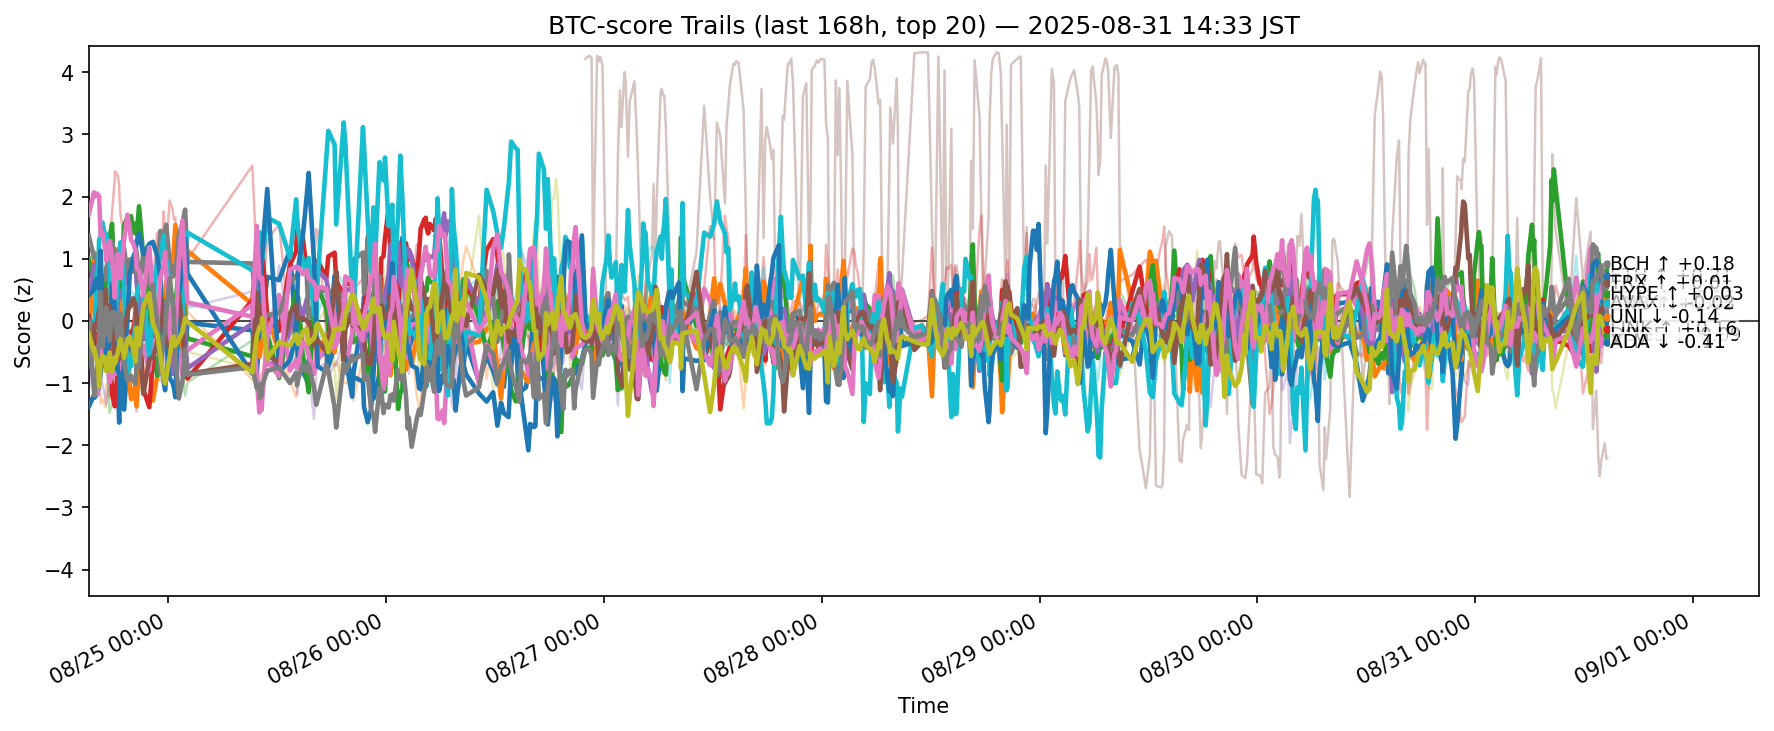 BTC-score Trails (last 168h, top 20) — 2025-08-31 14:33 JST
Score (z)
4
3
2
1
0
−1
−2
−3
−4
BCH ↑ +0.18
TRX ↑ +0.01
HYPE ↑ +0.03
UNI ↓ -0.14
ADA ↓ -0.41
08/25 00:00
08/26 00:00
08/27 00:00
08/28 00:00
08/29 00:00
08/30 00:00
08/31 00:00
09/01 00:00
Time